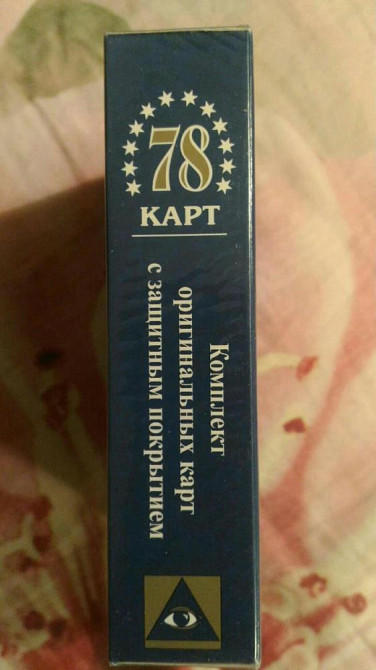 78
КАРТ
Комплект
оригинальных карт
с защитным покрытием